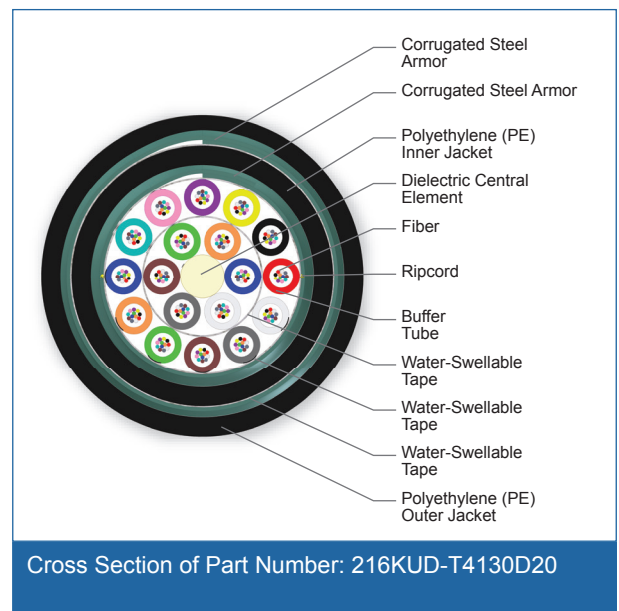 Corrugated Steel
Armor
Corrugated Steel Armor
Polyethylene (PE)
Inner Jacket
Dielectric Central
Element
Fiber
Ripcord
Buffer
Tube
Water-Swellable
Tape
Water-Swellable
Tape
Water-Swellable
Tape
Polyethylene (PE)
Outer Jacket
Cross Section of Part Number: 216KUD-T4130D20